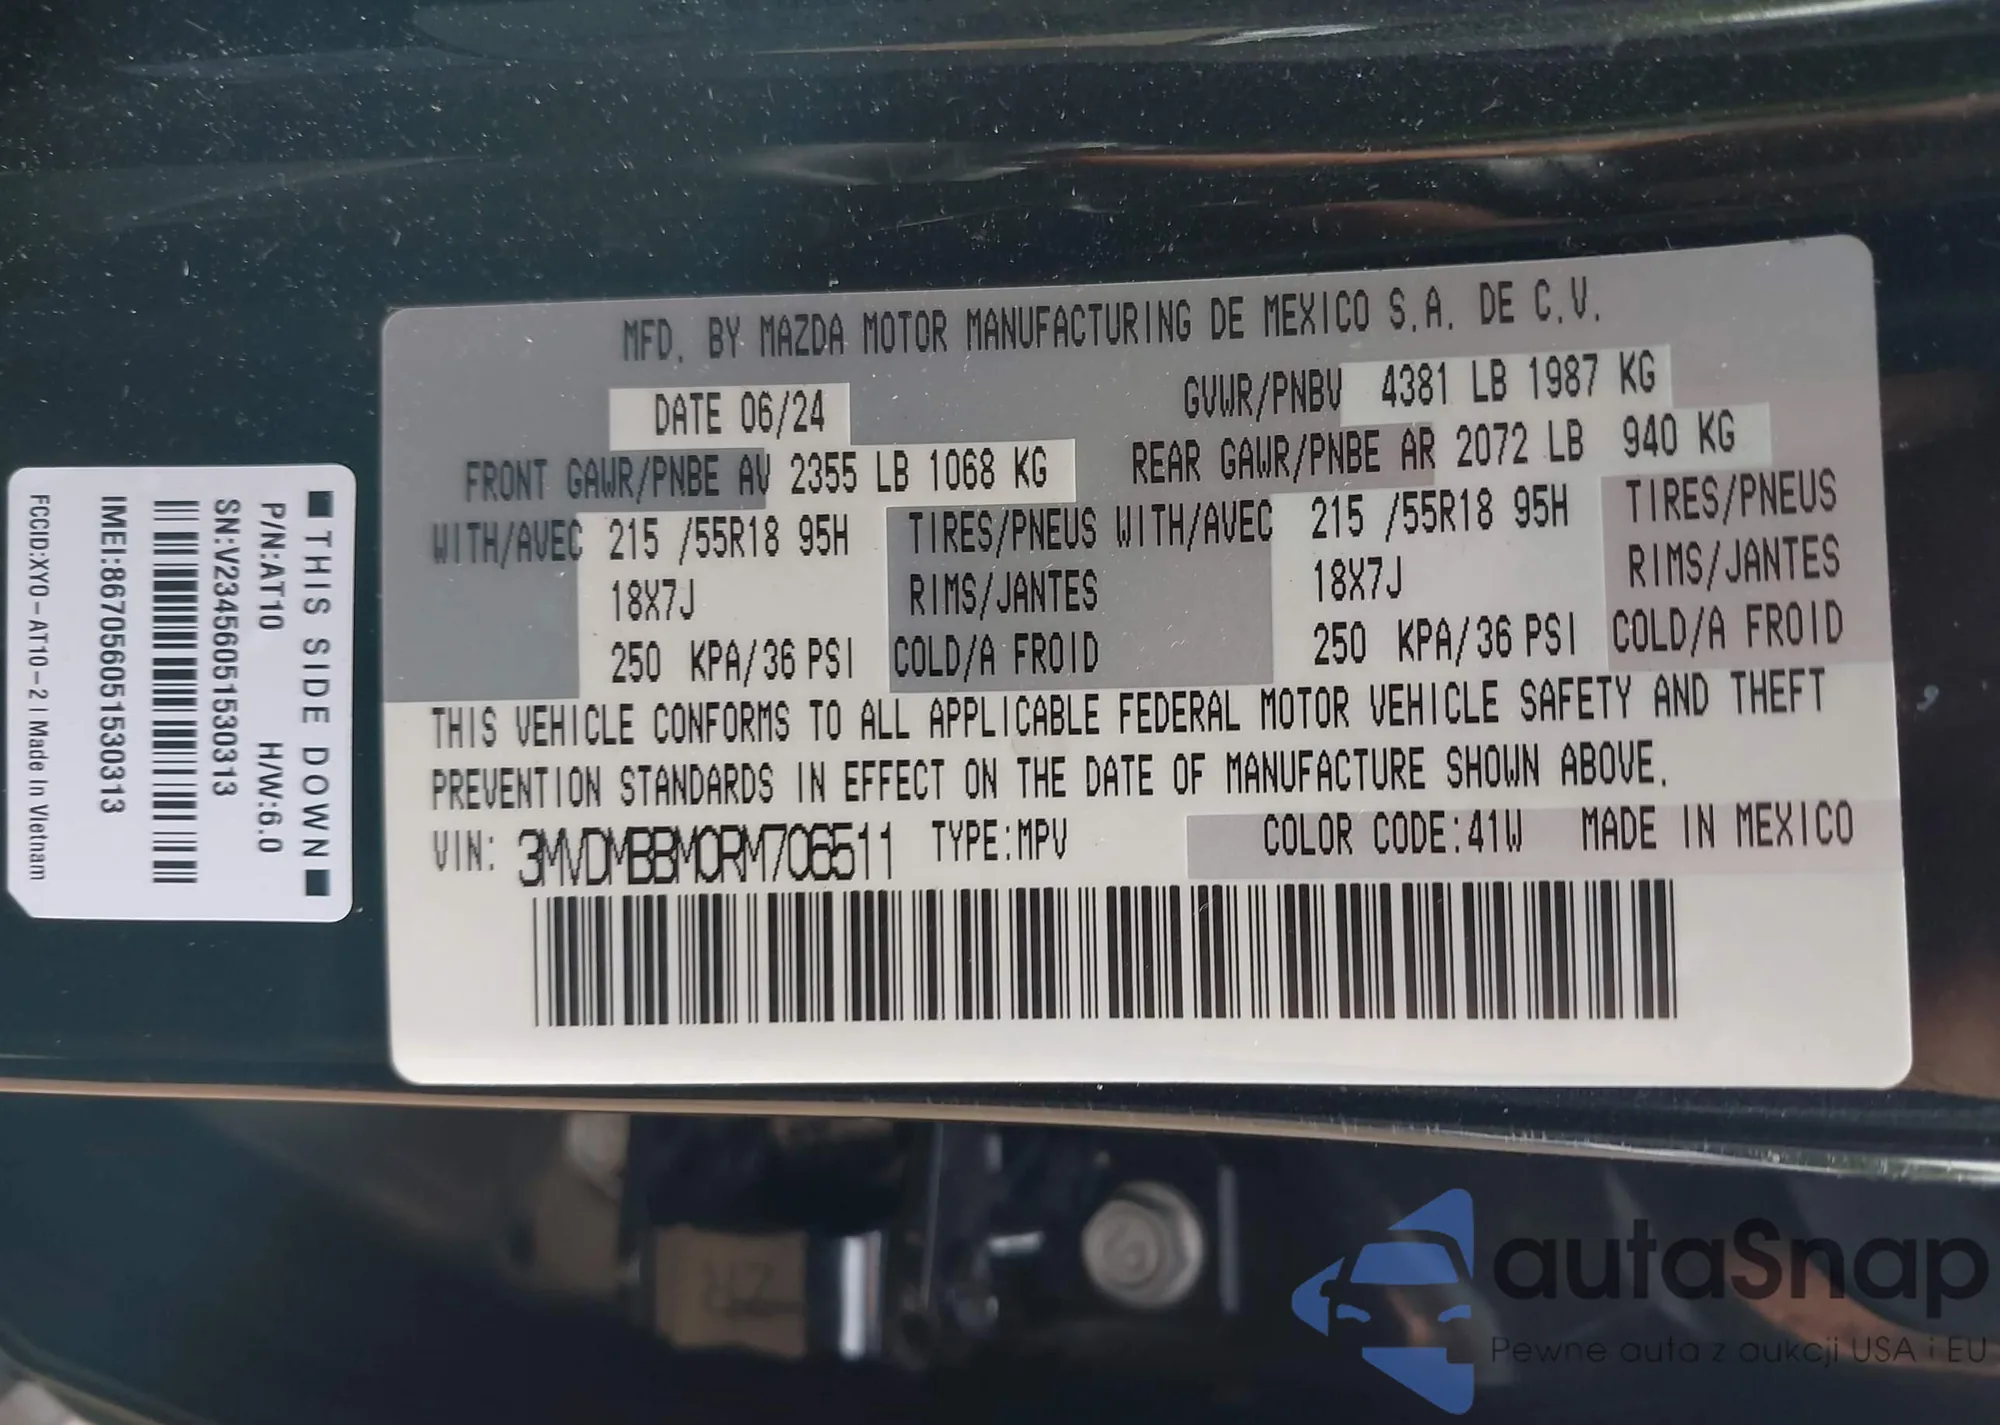 MFD. BY MAZDA MOTOR MANUFACTURING DE MEXICO S.A. DE C.V.
DATE 06/24 GVWR/PNBV 4381 LB 1987 KG
FRONT GAWR/PNBE AV 2355 LB 1068 KG REAR GAWR/PNBE AR 2072 LB 940 KG
WITH/AVEC 215 /55R18 95H TIRES/PNEUS WITH/AVEC 215 /55R18 95H TIRES/PNEUS
18X7J RIMS/JANTES 18X7J RIMS/JANTES
250 KPA/36 PSI COLD/A FROID 250 KPA/36 PSI COLD/A FROID
THIS VEHICLE CONFORMS TO ALL APPLICABLE FEDERAL MOTOR VEHICLE SAFETY AND THEFT
PREVENTION STANDARDS IN EFFECT ON THE DATE OF MANUFACTURE SHOWN ABOVE.
VIN: 3MVDMBBM0RM706511 TYPE:MPV COLOR CODE:41W MADE IN MEXICO
THIS SIDE DOWN
P/N:AT10 H/W:6.0
SN:V23456051530313
IMEI:867056051530313
FCCID:XY0-AT10-2 | Made In Vietnam
autaSnap
Pewne auta z aukcji USA i EU